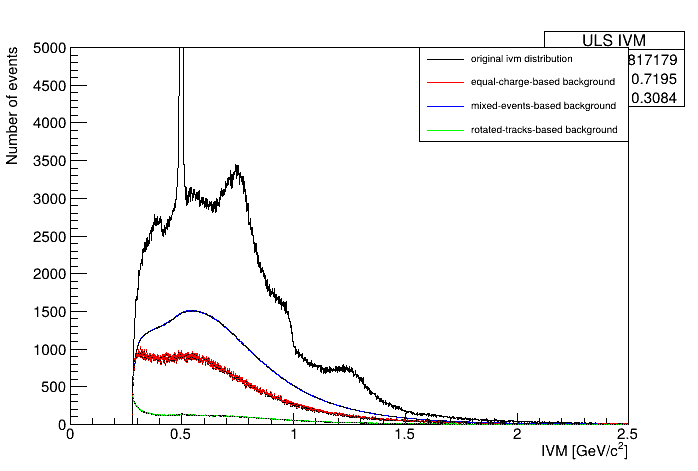 ULS IVM
817179
0.7195
0.3084
original ivm distribution
equal-charge-based background
mixed-events-based background
rotated-tracks-based background
Number of events
5000
4500
4000
3500
3000
2500
2000
1500
1000
500
0
0 0.5 1 1.5 2 2.5
IVM [GeV/c²]